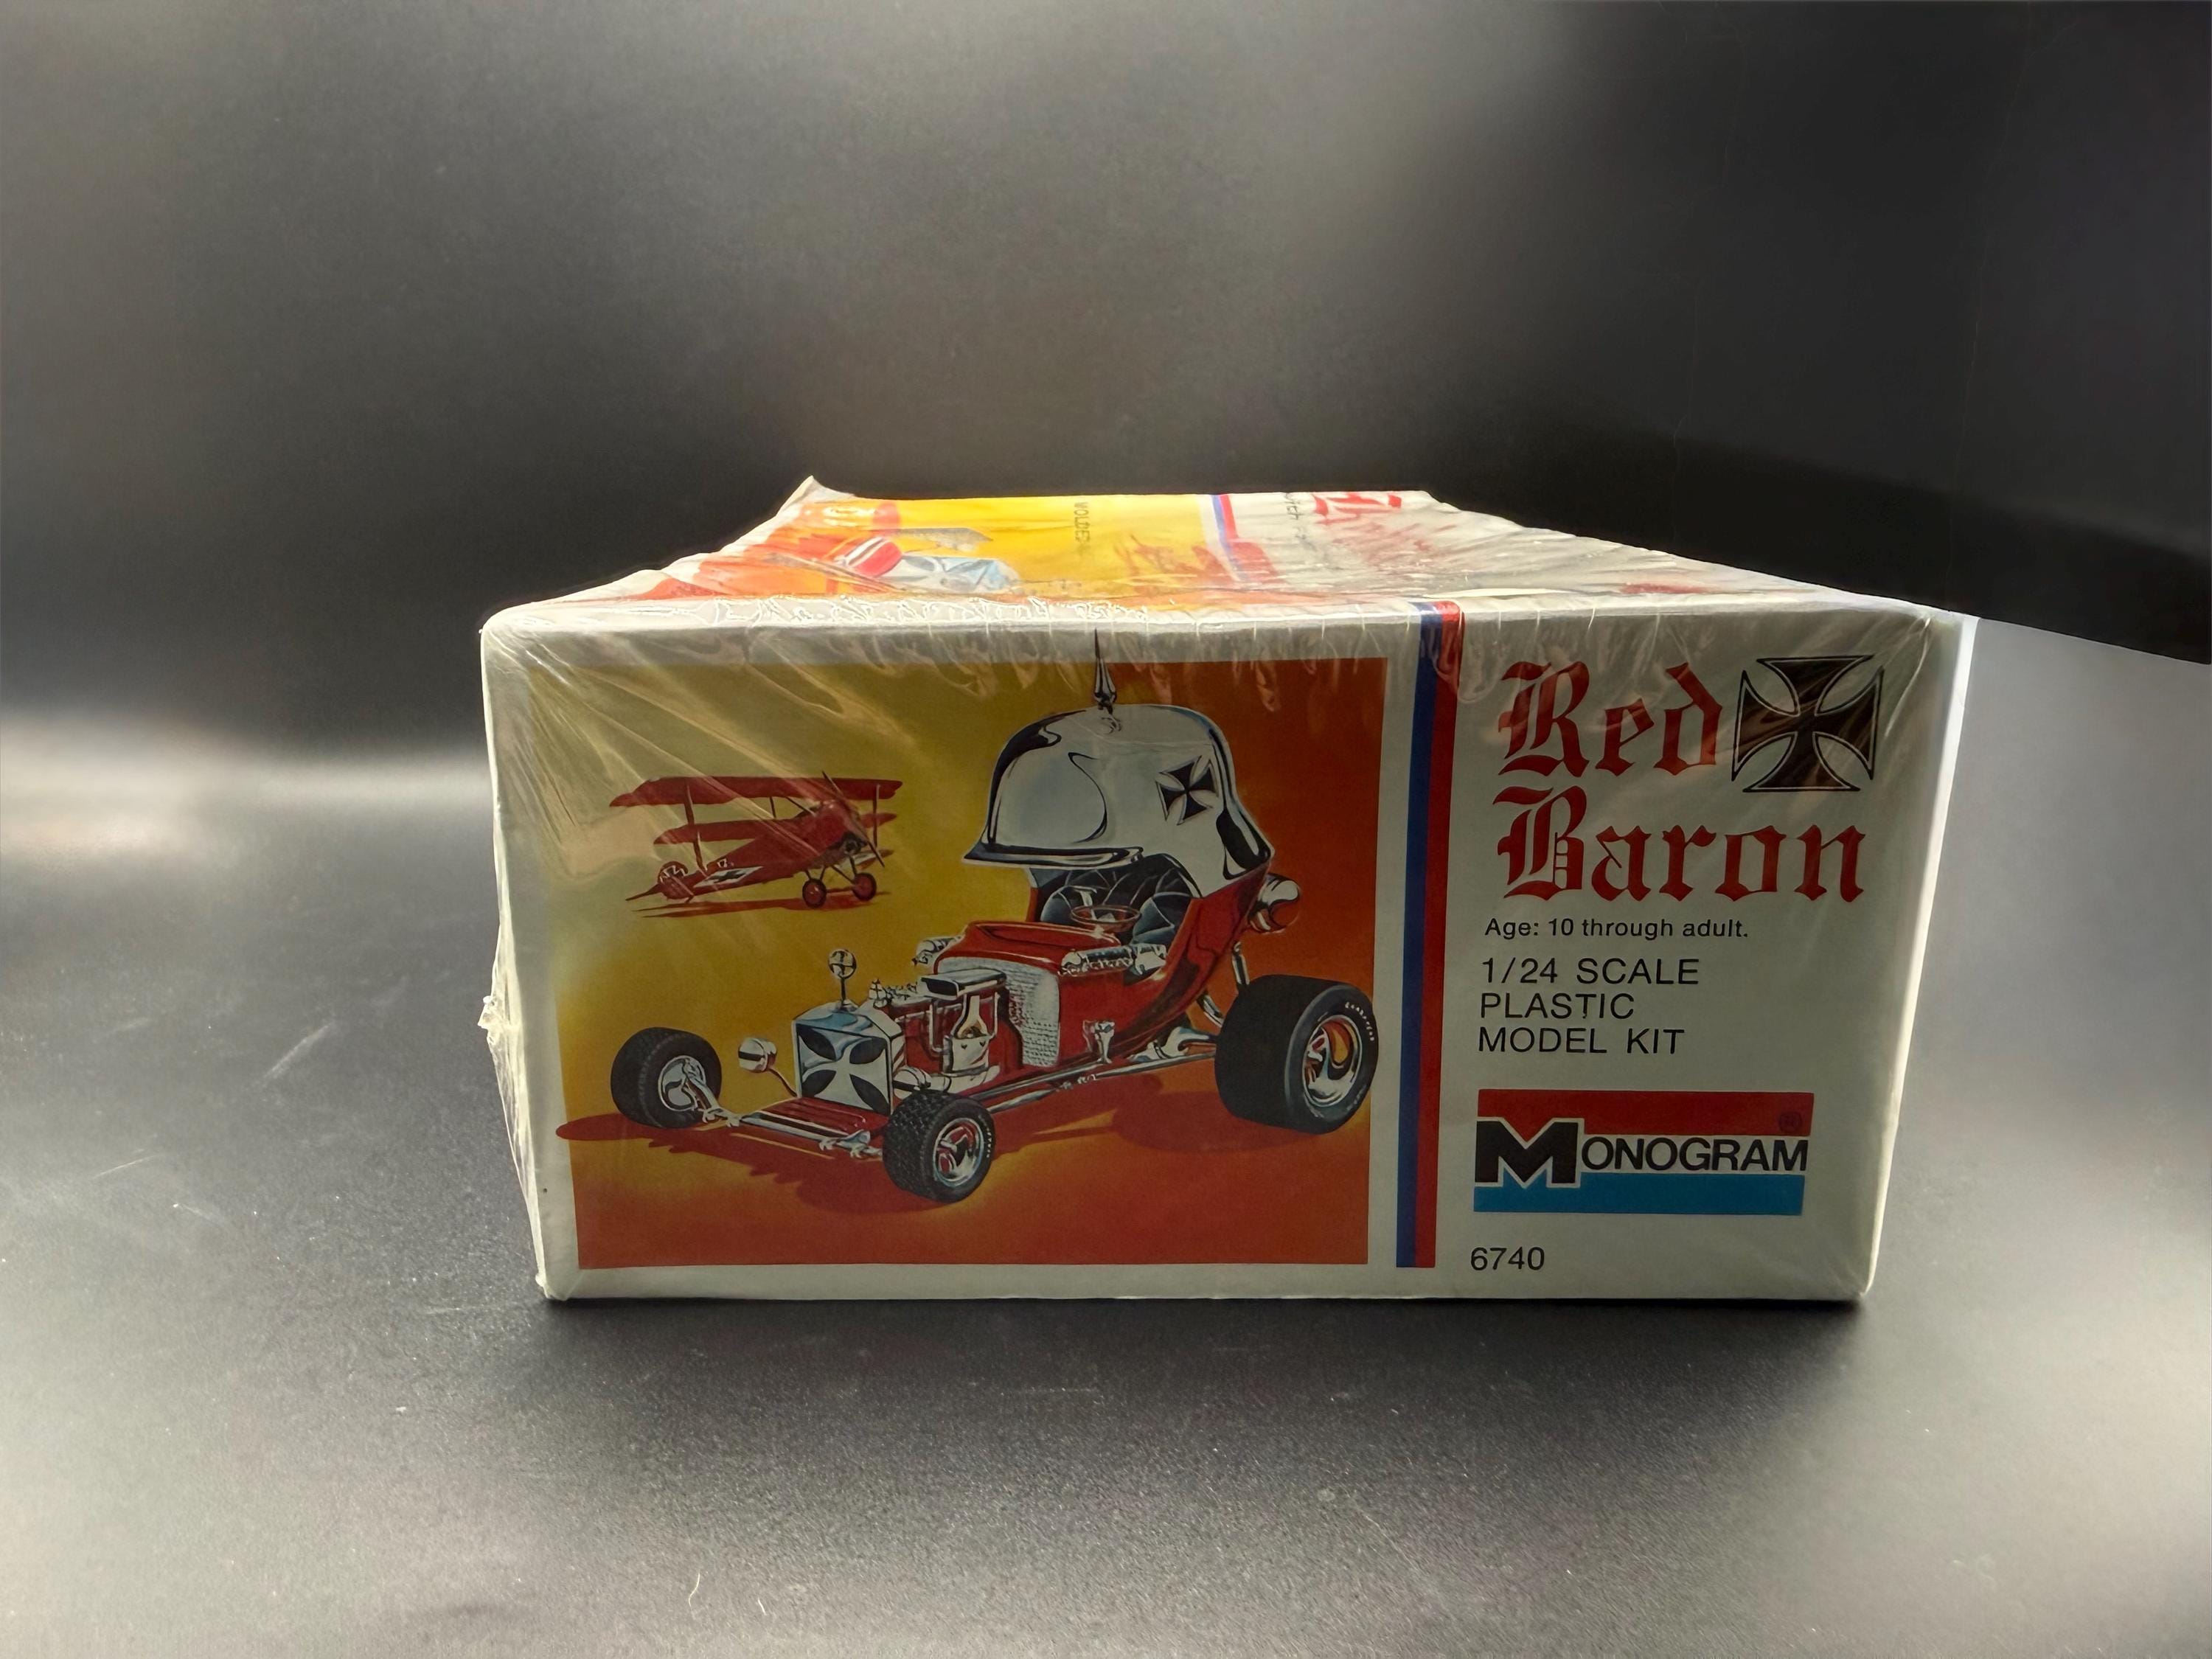 Red
Baron
Age: 10 through adult.
1/24 SCALE
PLASTIC
MODEL KIT
MONOGRAM®
6740